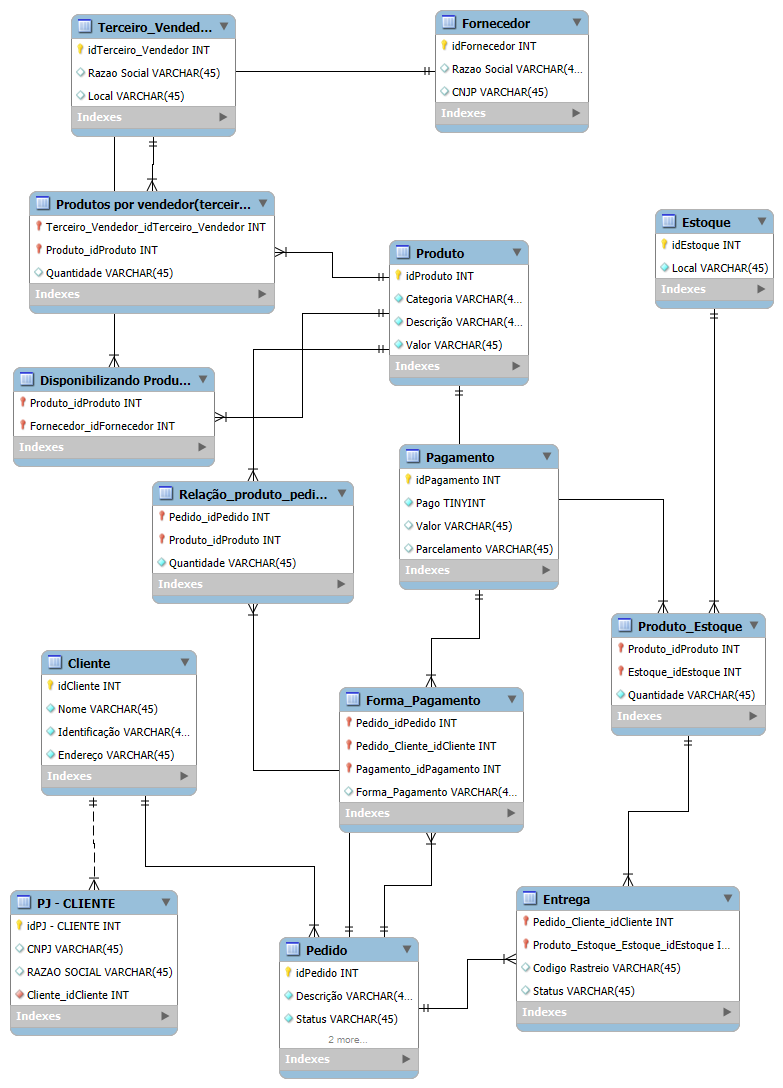 Terceiro_Vended...
idTerceiro_Vendedor INT
Razao Social VARCHAR(45)
Local VARCHAR(45)
Indexes
Fornecedor
idFornecedor INT
Razao Social VARCHAR(4...
CNJP VARCHAR(45)
Indexes
Produtos por vendedor(terceir...
Terceiro_Vendedor_idTerceiro_Vendedor INT
Produto_idProduto INT
Quantidade VARCHAR(45)
Indexes
Produto
idProduto INT
Categoria VARCHAR(4...
Descrição VARCHAR(4...
Valor VARCHAR(45)
Indexes
Estoque
idEstoque INT
Local VARCHAR(45)
Indexes
Disponibilizando Produ...
Produto_idProduto INT
Fornecedor_idFornecedor INT
Indexes
Pagamento
idPagamento INT
Pago TINYINT
Valor VARCHAR(45)
Parcelamento VARCHAR(45)
Indexes
Relação_produto_pedi...
Pedido_idPedido INT
Produto_idProduto INT
Quantidade VARCHAR(45)
Indexes
Produto_Estoque
Produto_idProduto INT
Estoque_idEstoque INT
Quantidade VARCHAR(45)
Indexes
Cliente
idCliente INT
Nome VARCHAR(45)
Identificação VARCHAR(4...
Endereço VARCHAR(45)
Indexes
Forma_Pagamento
Pedido_idPedido INT
Pedido_Cliente_idCliente INT
Pagamento_idPagamento INT
Forma_Pagamento VARCHAR(4...
Indexes
PJ - CLIENTE
idPJ - CLIENTE INT
CNPJ VARCHAR(45)
RAZAO SOCIAL VARCHAR(45)
Cliente_idCliente INT
Indexes
Pedido
idPedido INT
Descrição VARCHAR(4...
Status VARCHAR(45)
2 more...
Indexes
Entrega
Pedido_Cliente_idCliente INT
Produto_Estoque_Estoque_idEstoque I...
Codigo Rastreio VARCHAR(45)
Status VARCHAR(45)
Indexes